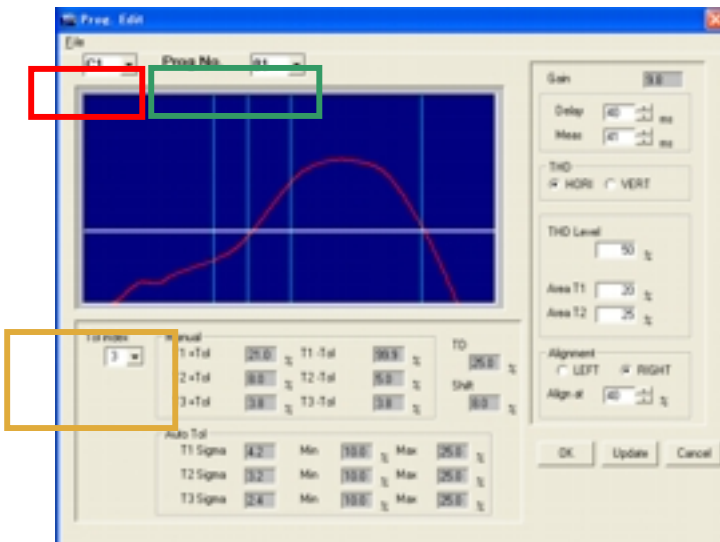 Prog. Edit
File
C1 Prog No. 01
Gain 9.0
Delay 40 ms
Meas 41 ms
THD
HORI VERT
THD Level
50 %
Area T1 20 %
Area T2 25 %
Alignment
LEFT RIGHT
Align at 40 %
Tol Index
3
Manual
T1 +Tol 21.0 % T1 -Tol 99.9 %
T2 +Tol 8.0 % T2 -Tol 5.0 %
T3 +Tol 3.8 % T3 -Tol 3.8 %
TD
25.0 %
Shift
8.0 %
Auto Tol
T1 Sigma 4.2 Min 10.0 % Max 25.0 %
T2 Sigma 3.2 Min 10.0 % Max 25.0 %
T3 Sigma 2.4 Min 10.0 % Max 25.0 %
OK Update Cancel